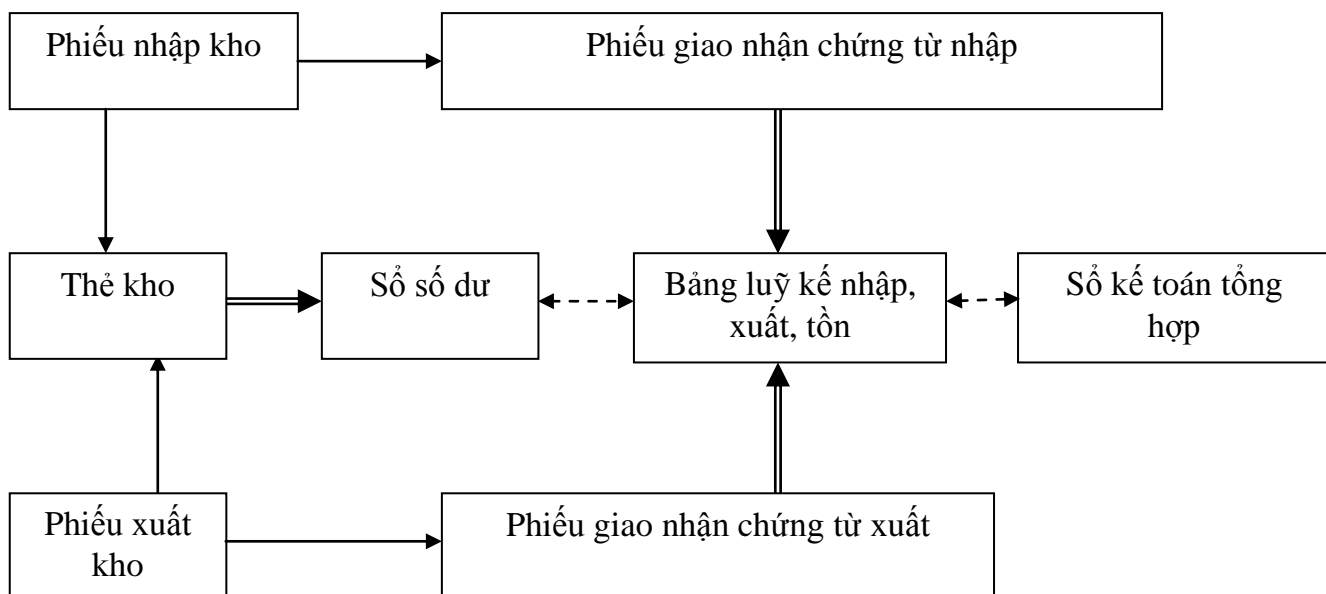 Phiếu nhập kho
Phiếu giao nhận chứng từ nhập
Thẻ kho
Sổ số dư
Bảng luỹ kế nhập,
xuất, tồn
Sổ kế toán tổng
hợp
Phiếu xuất
kho
Phiếu giao nhận chứng từ xuất